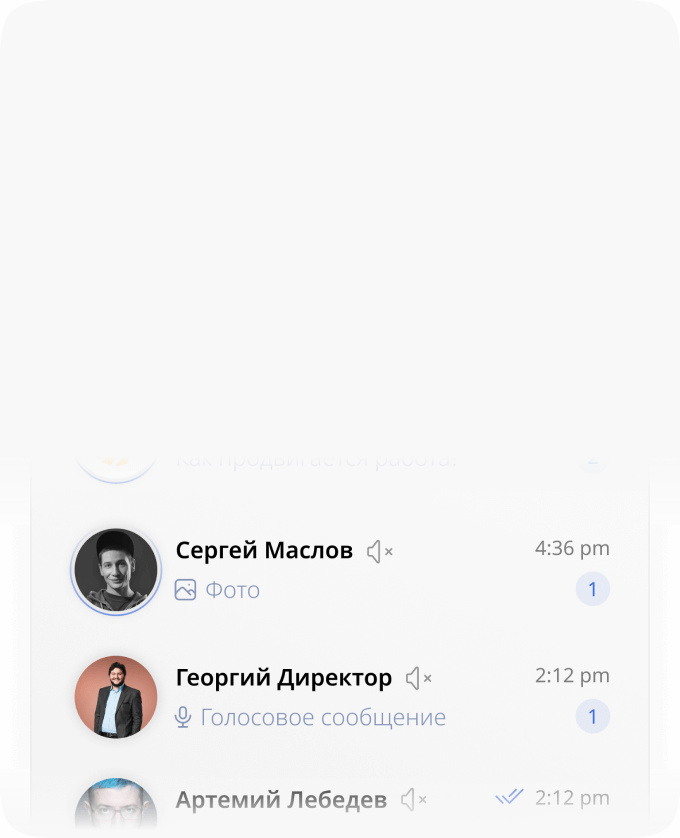 Как продвигается работа?
2
Сергей Маслов
4:36 pm
Фото
1
Георгий Директор
2:12 pm
Голосовое сообщение
1
Артемий Лебедев
2:12 pm